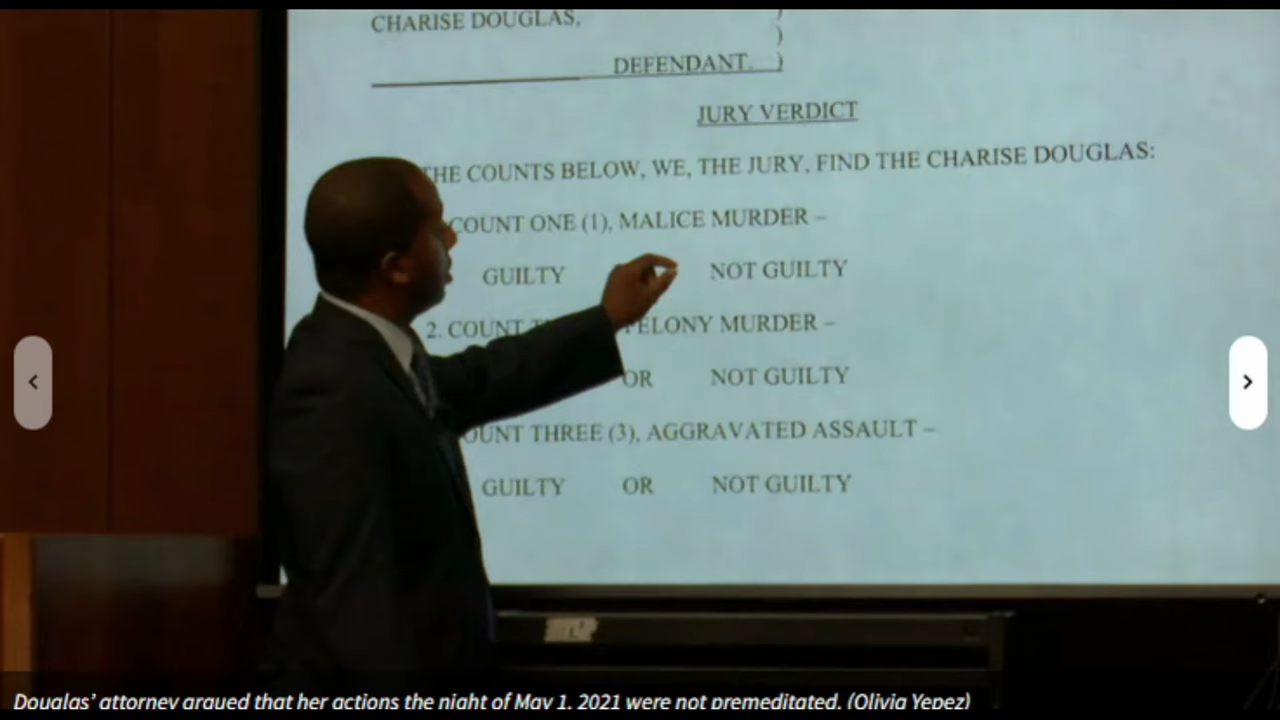 CHARISE DOUGLAS,
)
)
DEFENDANT. )
JURY VERDICT
THE COUNTS BELOW, WE, THE JURY, FIND THE CHARISE DOUGLAS:
COUNT ONE (1), MALICE MURDER –
GUILTY NOT GUILTY
2. COUNT FELONY MURDER –
OR NOT GUILTY
COUNT THREE (3), AGGRAVATED ASSAULT –
GUILTY OR NOT GUILTY
Douglas' attorney argued that her actions the night of May 1, 2021 were not premeditated. (Olivia Yepez)